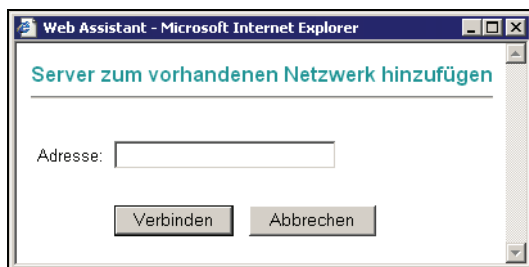 Web Assistant - Microsoft Internet Explorer
Server zum vorhandenen Netzwerk hinzufügen
Adresse:
Verbinden Abbrechen